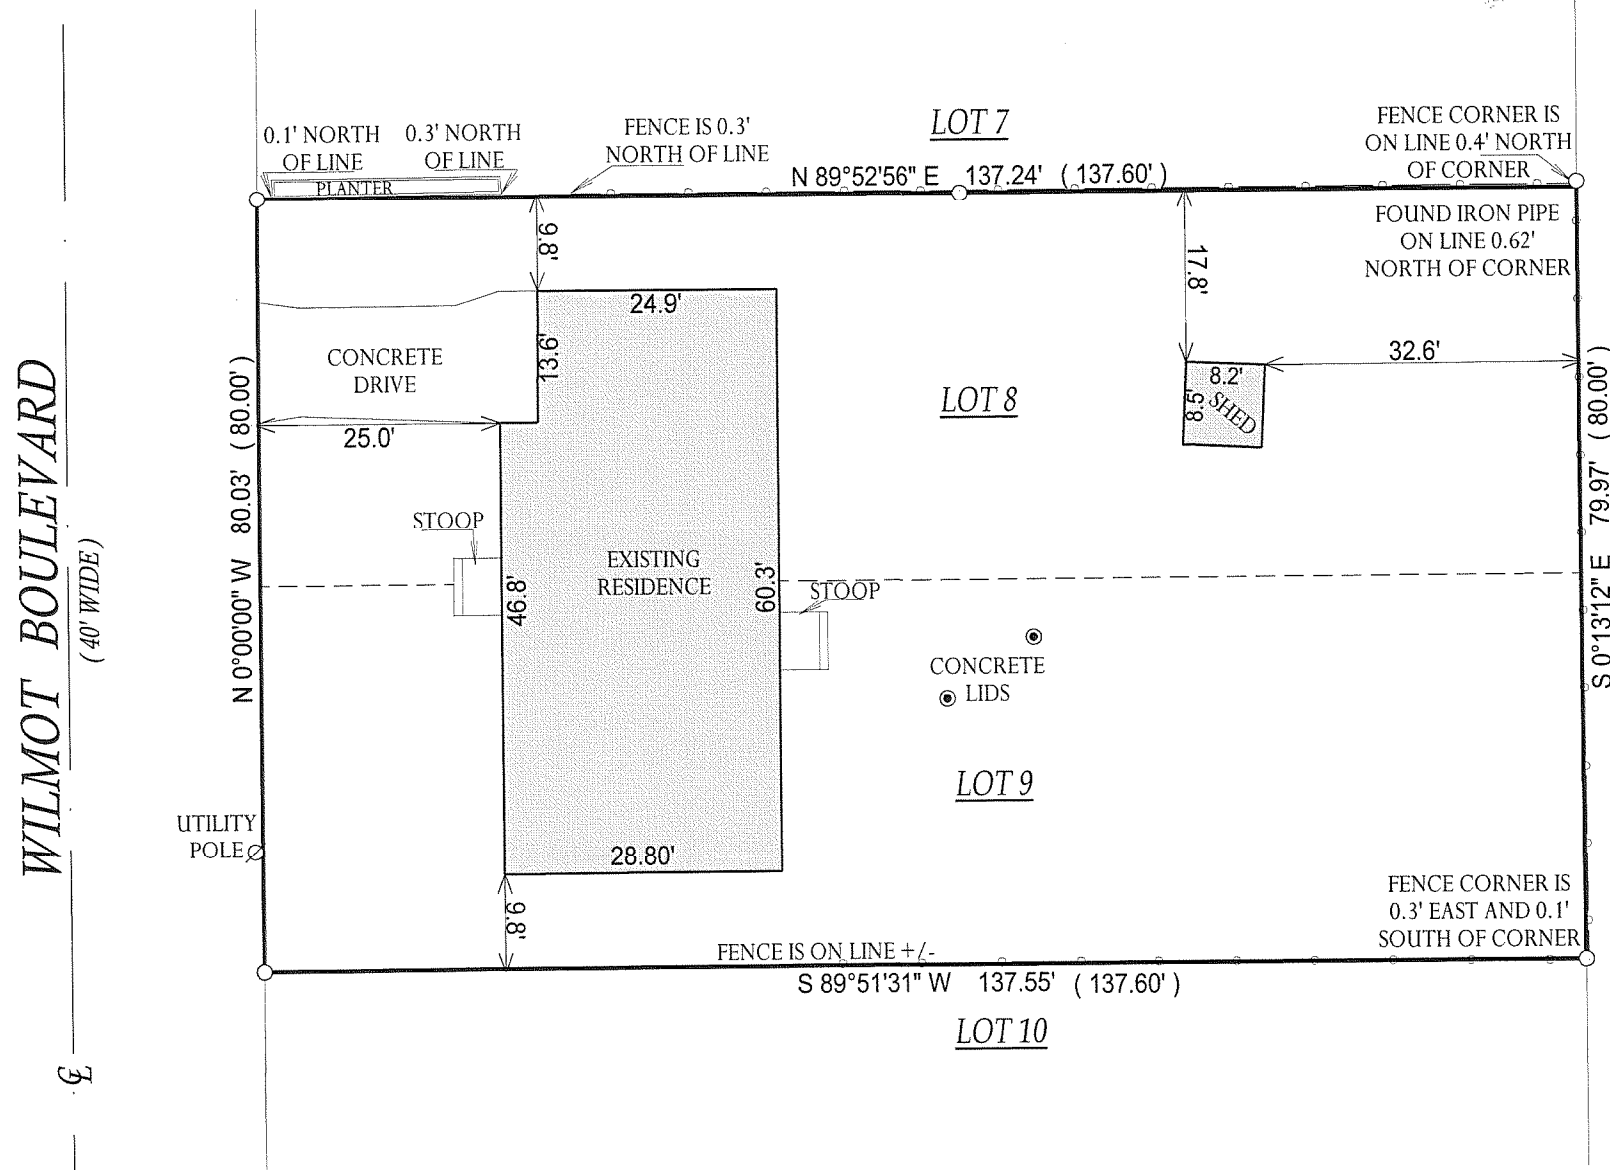 LOT 7
0.1' NORTH
OF LINE
0.3' NORTH
OF LINE
FENCE IS 0.3'
NORTH OF LINE
FENCE CORNER IS
ON LINE 0.4' NORTH
OF CORNER
PLANTER
N 89°52'56" E 137.24' ( 137.60' )
FOUND IRON PIPE
ON LINE 0.62'
NORTH OF CORNER
9.8'
17.8'
24.9'
13.6'
CONCRETE
DRIVE
32.6'
8.2'
8.5'
SHED
LOT 8
25.0'
WILMOT BOULEVARD
( 40' WIDE )
N 0°00'00" W 80.03' ( 80.00' )
S 0°13'12" E 79.97' ( 80.00' )
STOOP
EXISTING
RESIDENCE
46.8'
60.3'
STOOP
CONCRETE
LIDS
LOT 9
UTILITY
POLE
28.80'
9.8'
FENCE CORNER IS
0.3' EAST AND 0.1'
SOUTH OF CORNER
FENCE IS ON LINE +/-
S 89°51'31" W 137.55' ( 137.60' )
LOT 10
℄